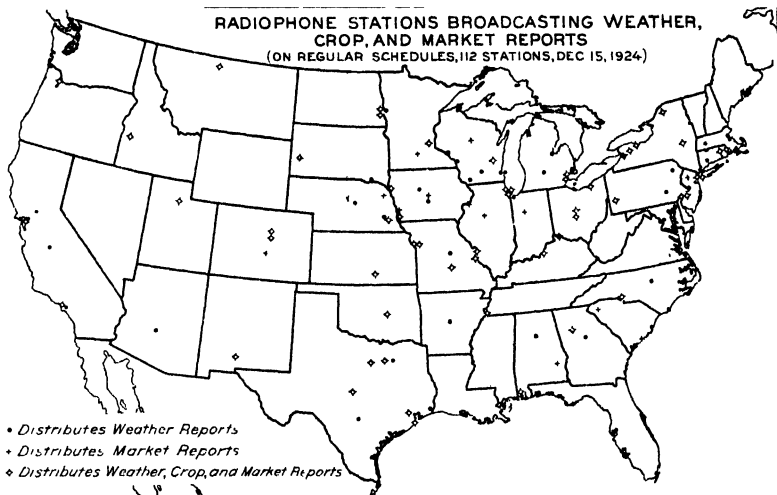 RADIOPHONE STATIONS BROADCASTING WEATHER,
CROP, AND MARKET REPORTS
(ON REGULAR SCHEDULES, 112 STATIONS, DEC 15, 1924)
• Distributes Weather Reports
+ Distributes Market Reports
✧ Distributes Weather, Crop, and Market Reports